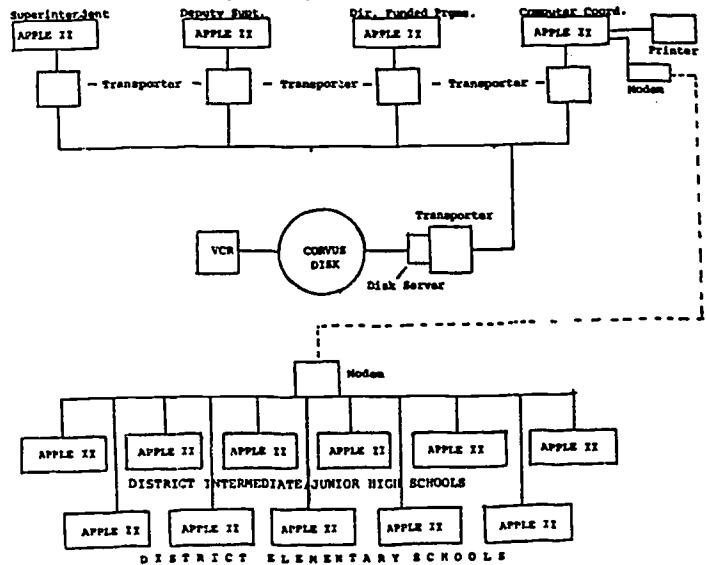 Superintendent Deputy Supt. Dir. Funded Prgms. Computer Coord.
APPLE II APPLE II APPLE II APPLE II
Printer
Transporter Transporter Transporter
Modem
Transporter
VCR
CORVUS
DISK
Disk Server
Modem
APPLE II APPLE II APPLE II APPLE II APPLE II APPLE II
DISTRICT INTERMEDIATE/JUNIOR HIGH SCHOOLS
APPLE II APPLE II APPLE II APPLE II APPLE II
DISTRICT ELEMENTARY SCHOOLS